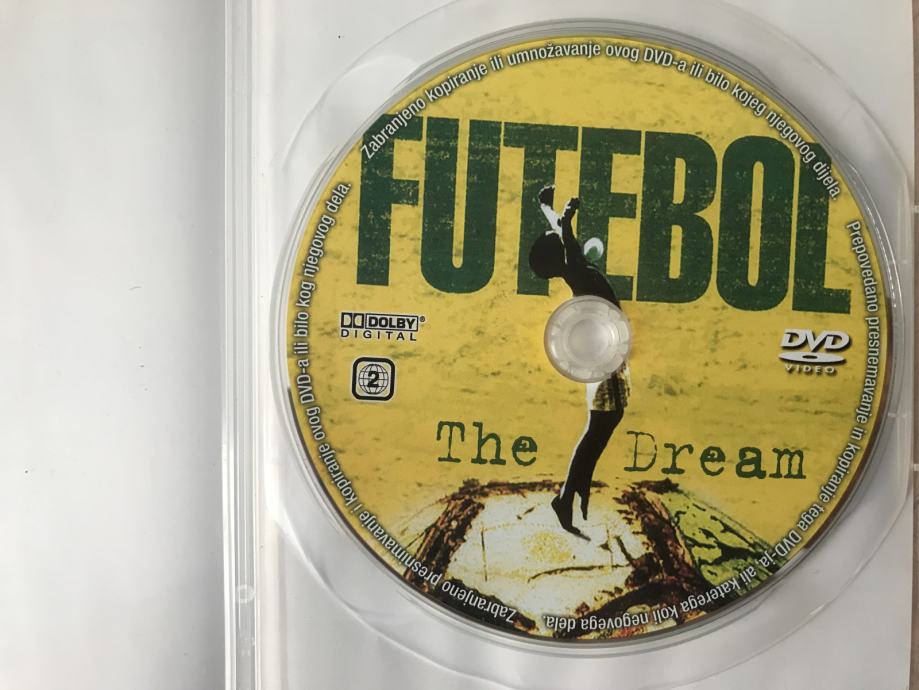 FUTEBOL
The Dream
DOLBY®
DIGITAL
2
DVD
VIDEO
Zabranjeno kopiranje ili umnožavanje ovog DVD-a ili bilo kojeg njegovog dijela.
Prepovedano presnemavanje in kopiranje tega DVD-ja ali katerega koli negovega dela.
Zabranjeno presnimavanje i kopiranje ovog DVD-a ili bilo kog njegovog dela.